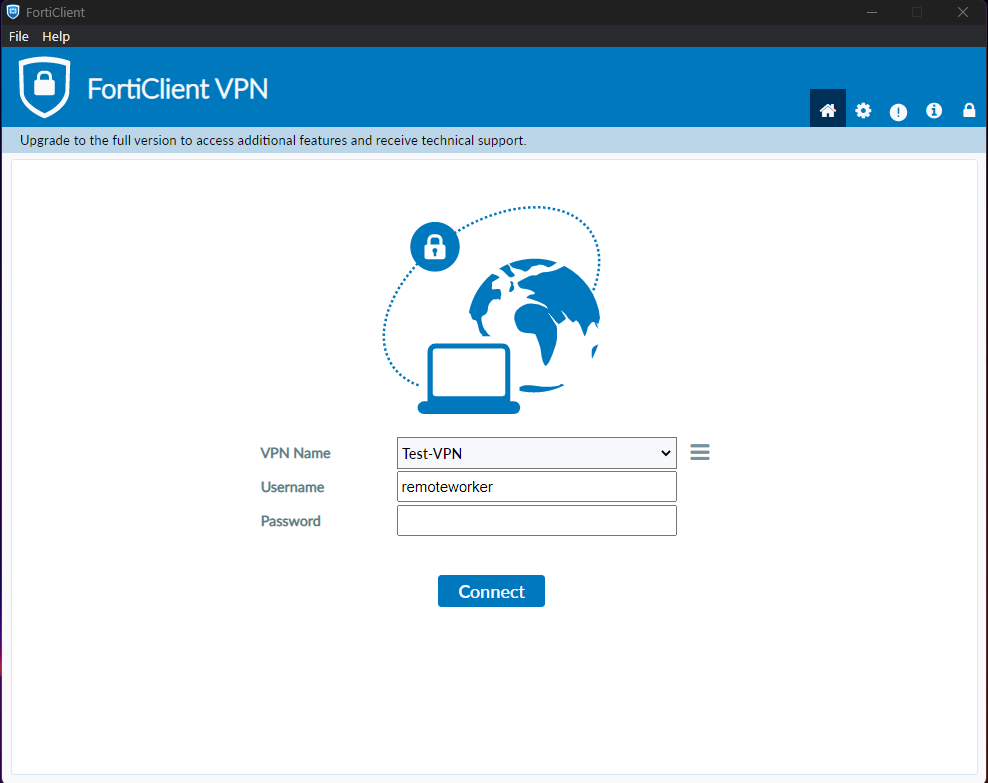 FortiClient
File Help
FortiClient VPN
Upgrade to the full version to access additional features and receive technical support.
VPN Name Test-VPN
Username remoteworker
Password
Connect